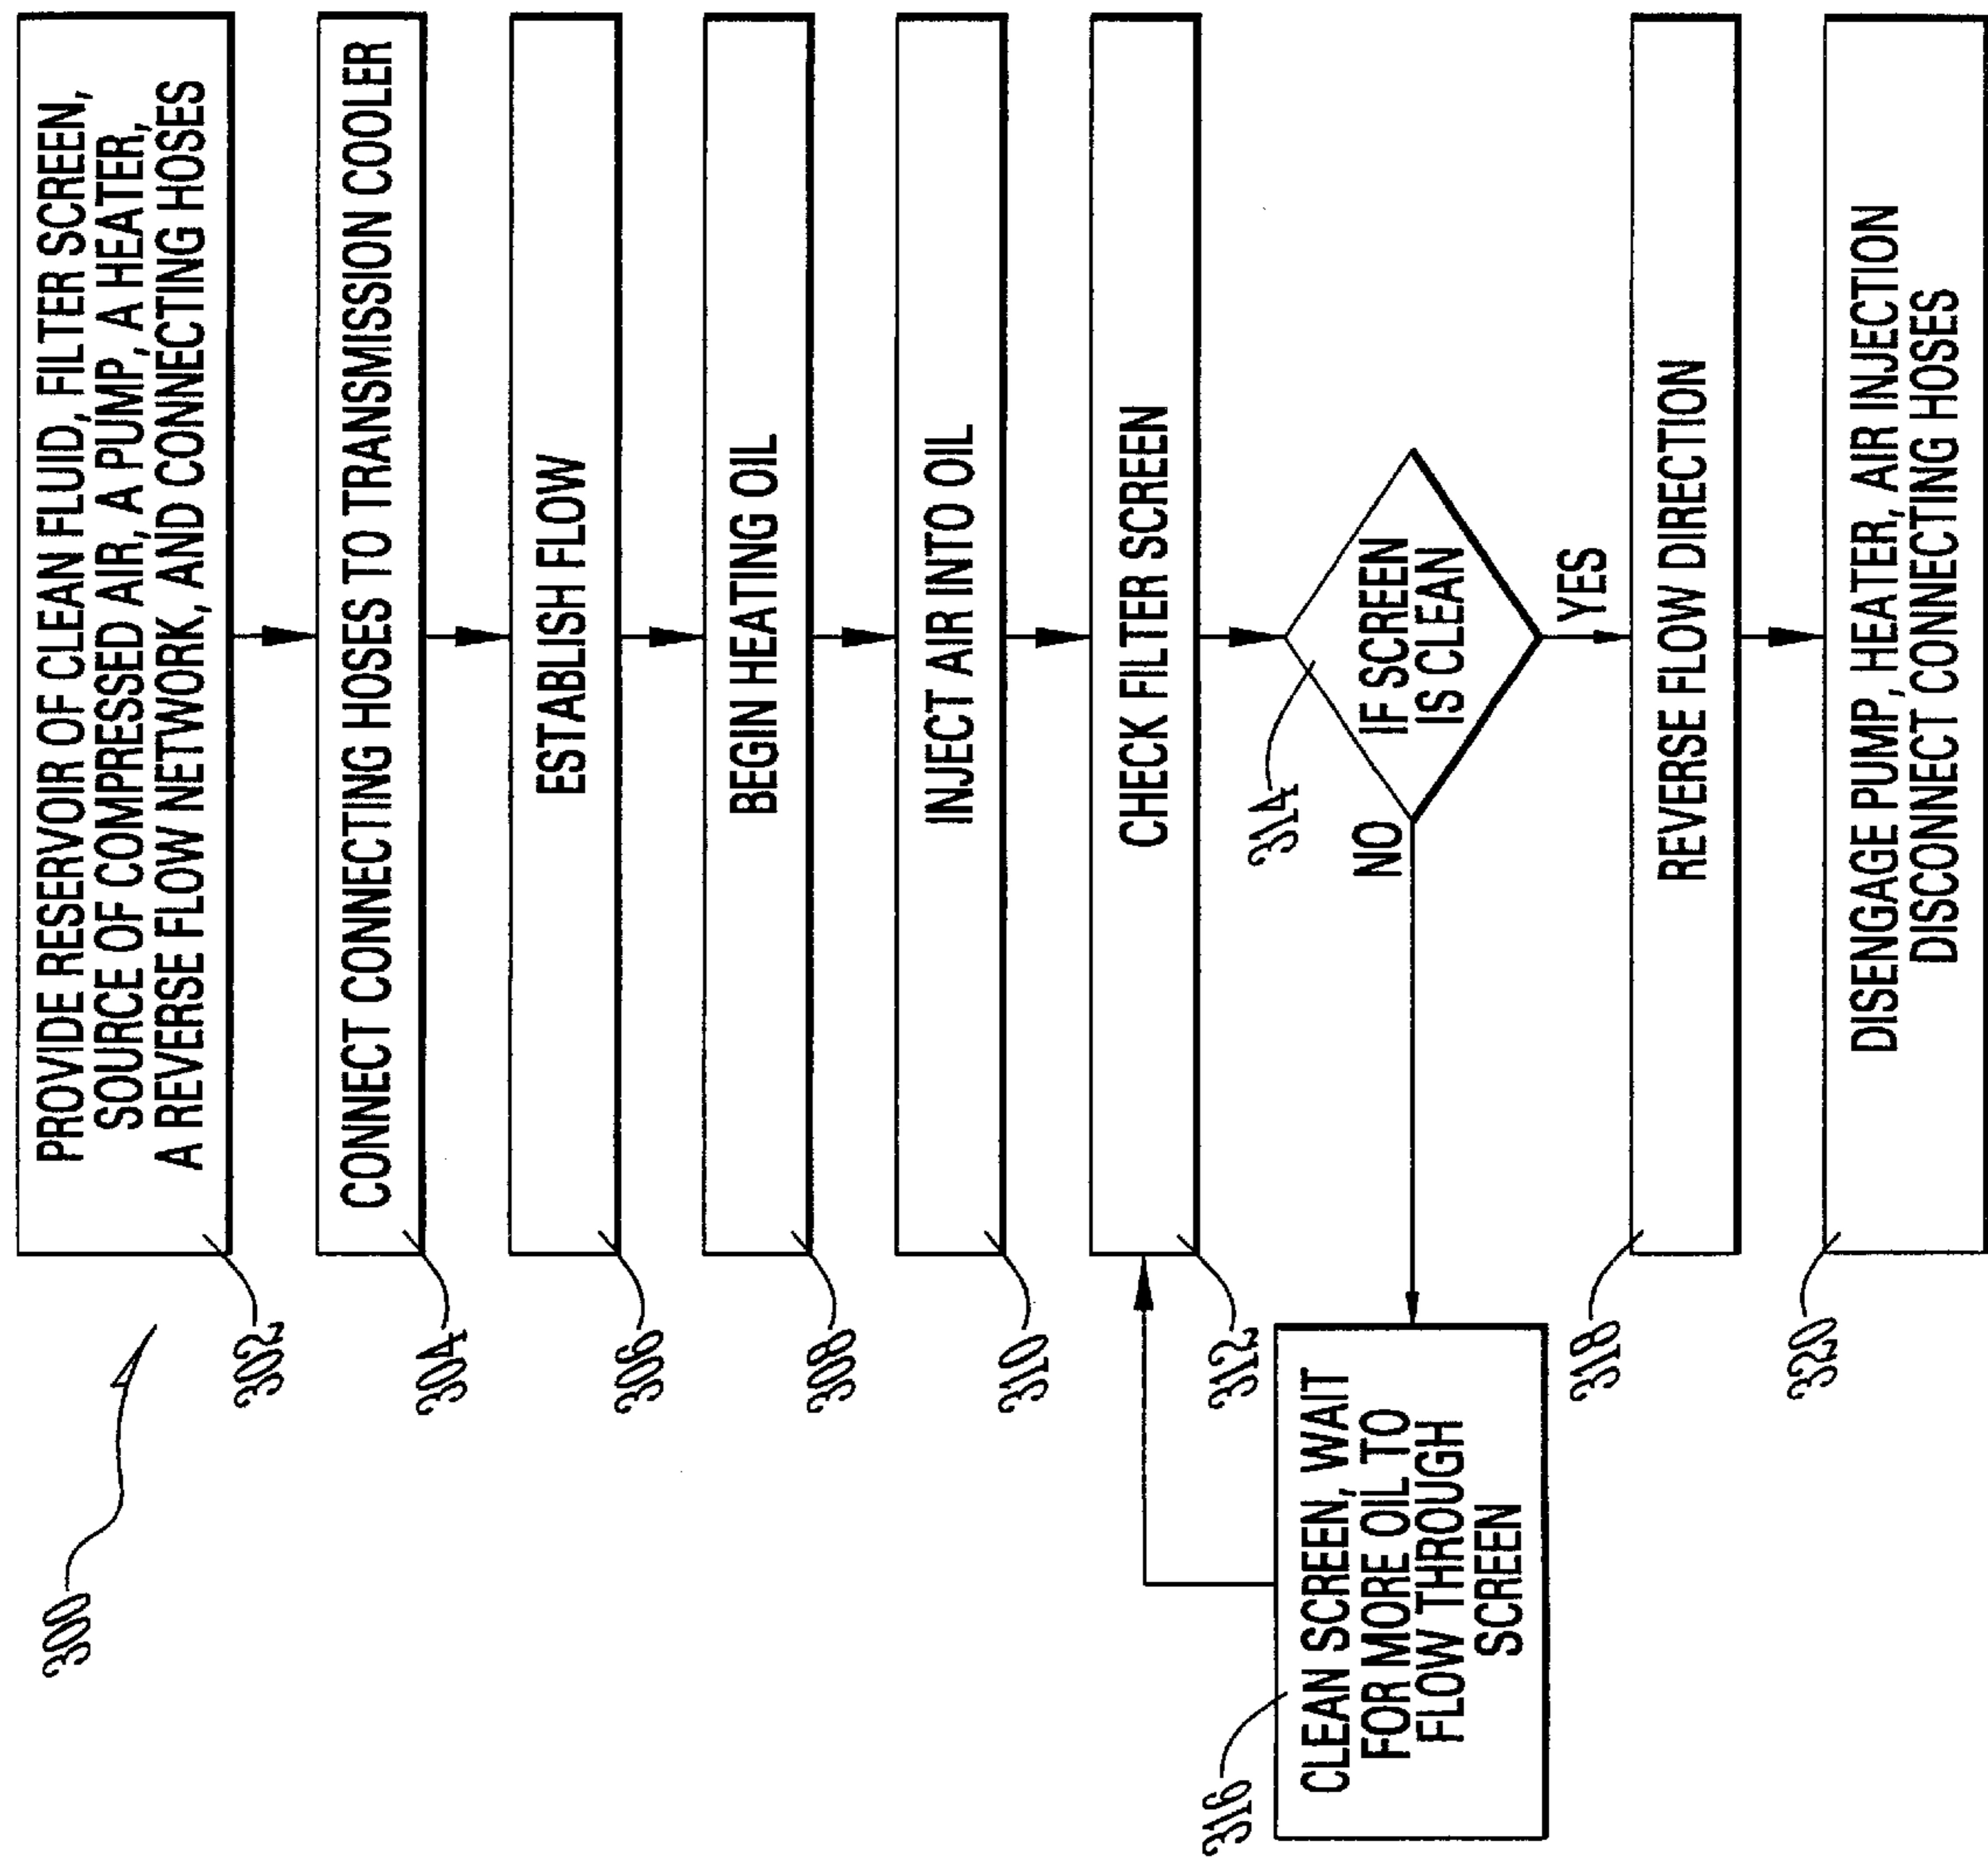 300
PROVIDE RESERVOIR OF CLEAN FLUID, FILTER SCREEN,
SOURCE OF COMPRESSED AIR, A PUMP, A HEATER,
A REVERSE FLOW NETWORK, AND CONNECTING HOSES
302
CONNECT CONNECTING HOSES TO TRANSMISSION COOLER
304
ESTABLISH FLOW
306
BEGIN HEATING OIL
308
INJECT AIR INTO OIL
310
CHECK FILTER SCREEN
312
314
IF SCREEN
IS CLEAN
NO
YES
316
CLEAN SCREEN, WAIT
FOR MORE OIL TO
FLOW THROUGH
SCREEN
REVERSE FLOW DIRECTION
318
DISENGAGE PUMP, HEATER, AIR INJECTION
DISCONNECT CONNECTING HOSES
320